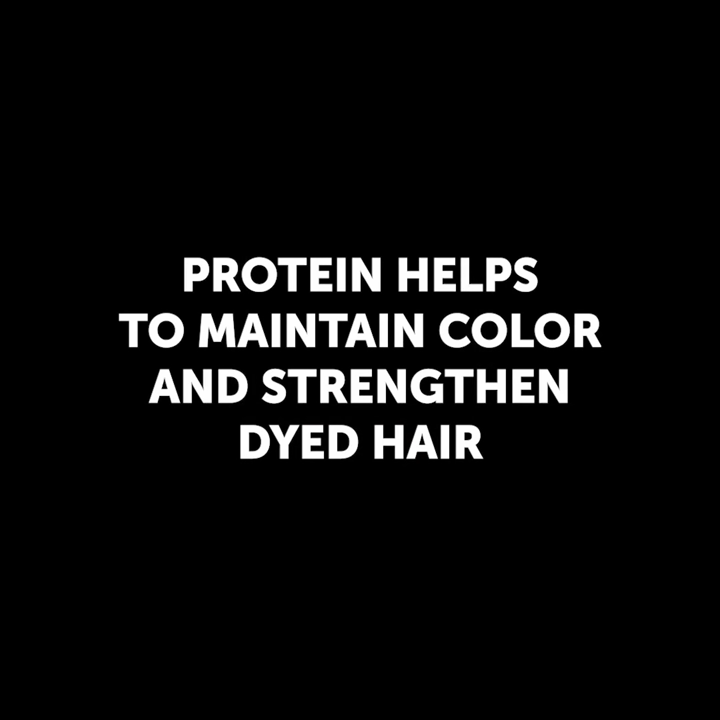 PROTEIN HELPS
TO MAINTAIN COLOR
AND STRENGTHEN
DYED HAIR